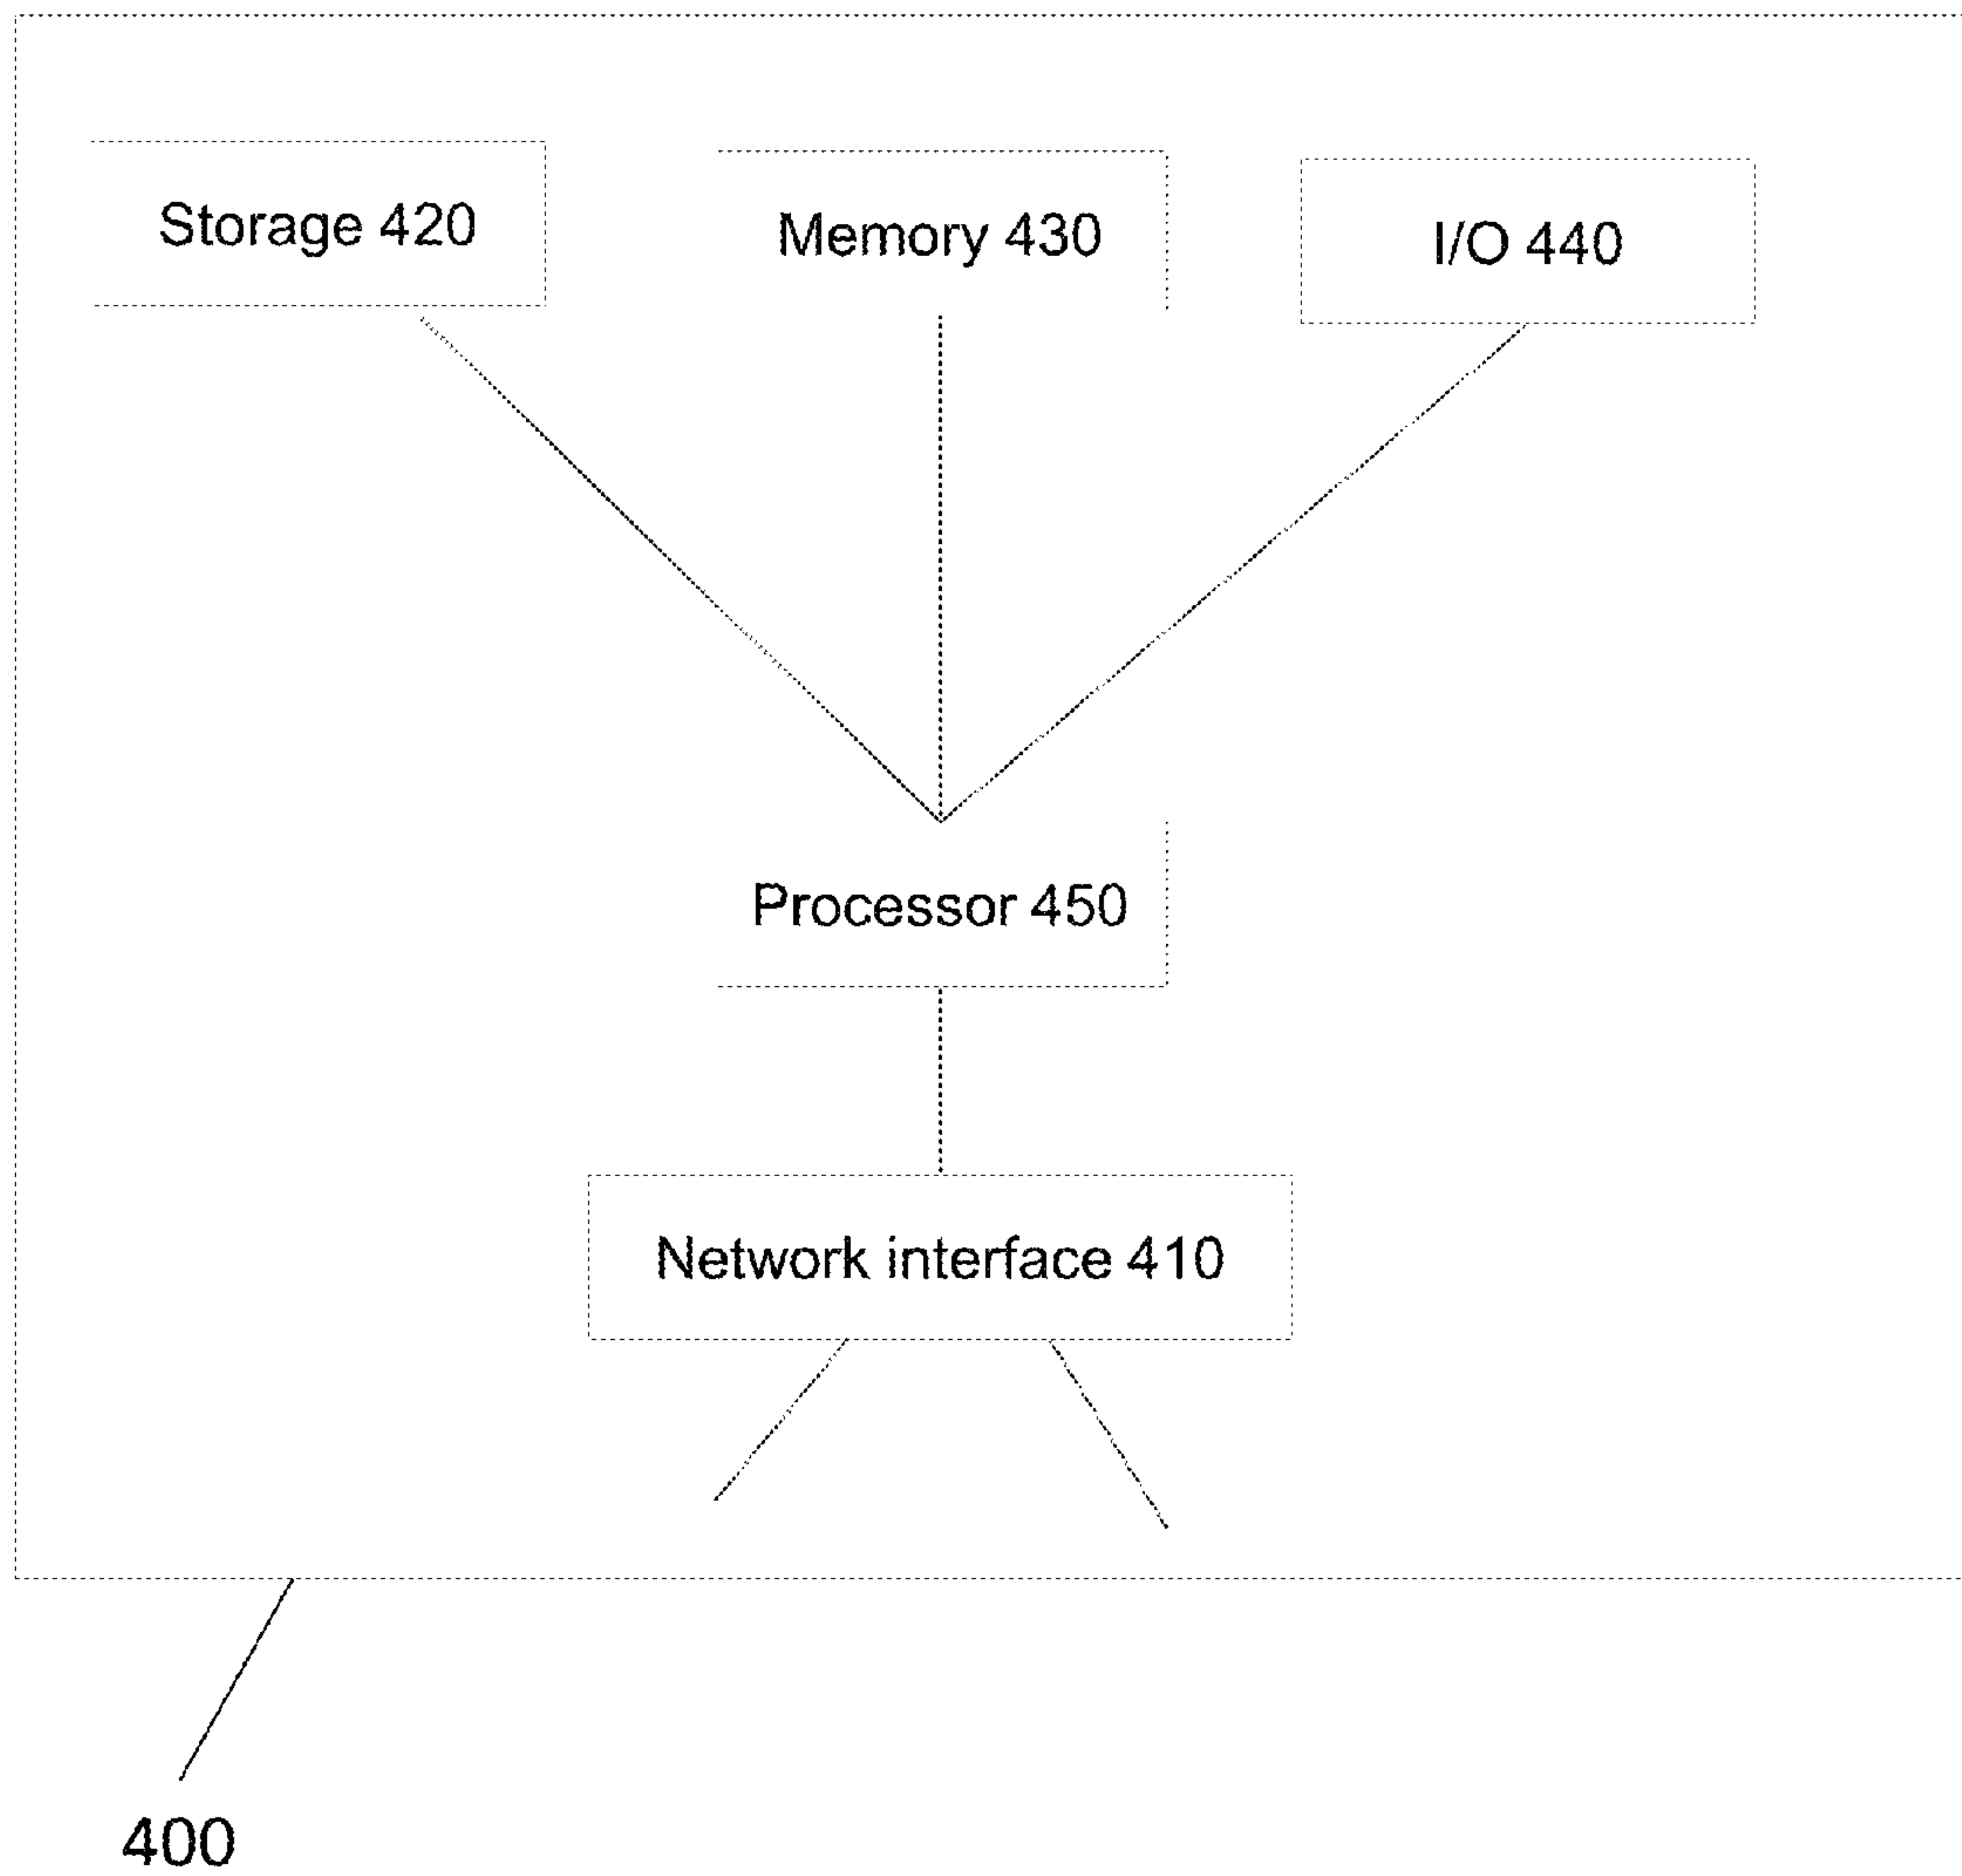 Storage 420
Memory 430
I/O 440
Processor 450
Network interface 410
400